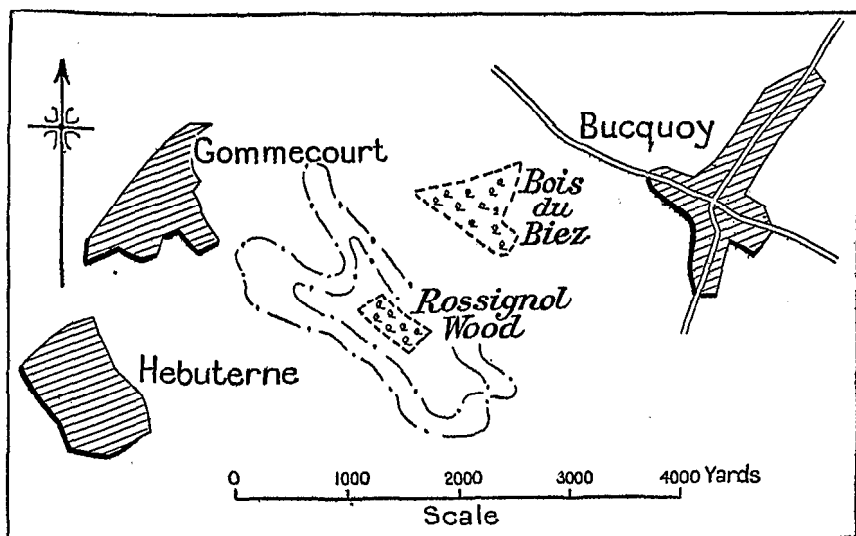 Gommecourt
Bucquoy
Bois
du
Biez
Rossignol
Wood
Hebuterne
0 1000 2000 3000 4000 Yards
Scale